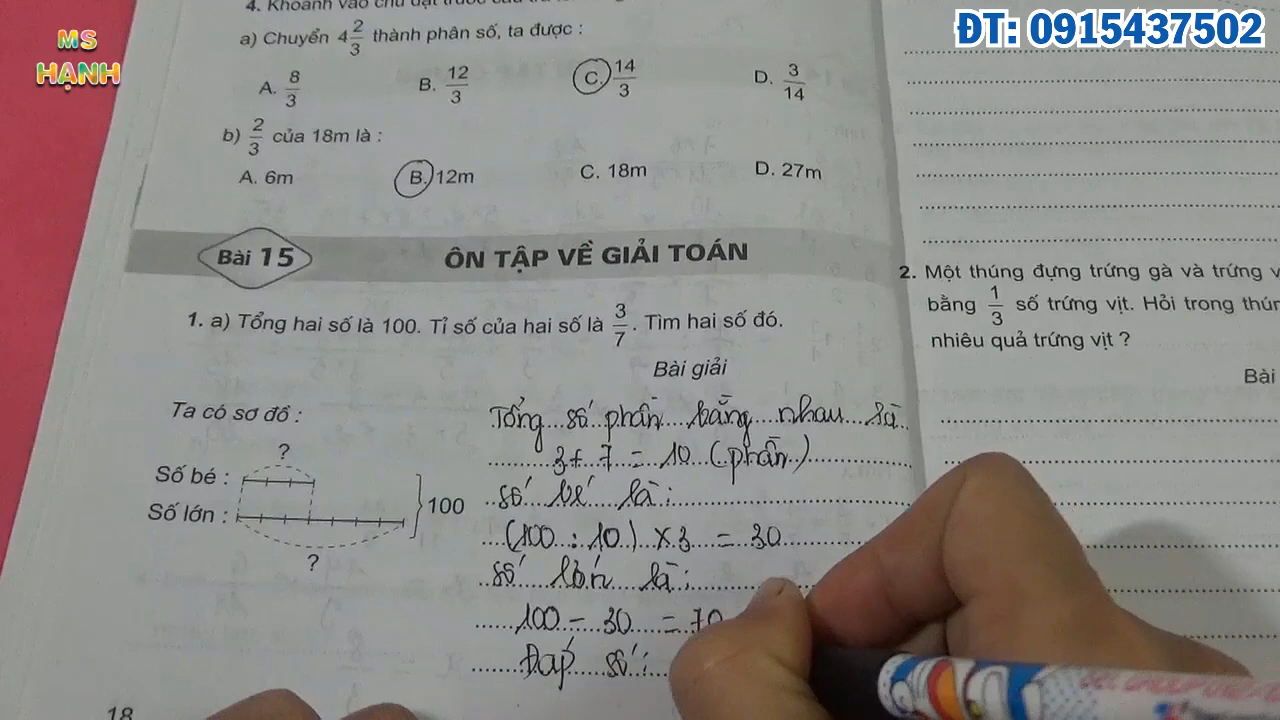 MS
HẠNH
ĐT: 0915437502
a) Chuyển 4 2/3 thành phân số, ta được :
A. 8/3 B. 12/3 C. 14/3 D. 3/14
b) 2/3 của 18m là :
A. 6m B. 12m C. 18m D. 27m
Bài 15 ÔN TẬP VỀ GIẢI TOÁN
1. a) Tổng hai số là 100. Tỉ số của hai số là 3/7. Tìm hai số đó.
Bài giải
Ta có sơ đồ :
?
Số bé :
Số lớn :
100
?
Tổng số phần bằng nhau là
3 + 7 = 10 (phần)
Số bé là :
(100 : 10) x 3 = 30
Số lớn là :
100 - 30 = 70
Đáp số :
18
2. Một thúng đựng trứng gà và trứng
bằng 1/3 số trứng vịt. Hỏi trong
nhiêu quả trứng vịt ?
Bài